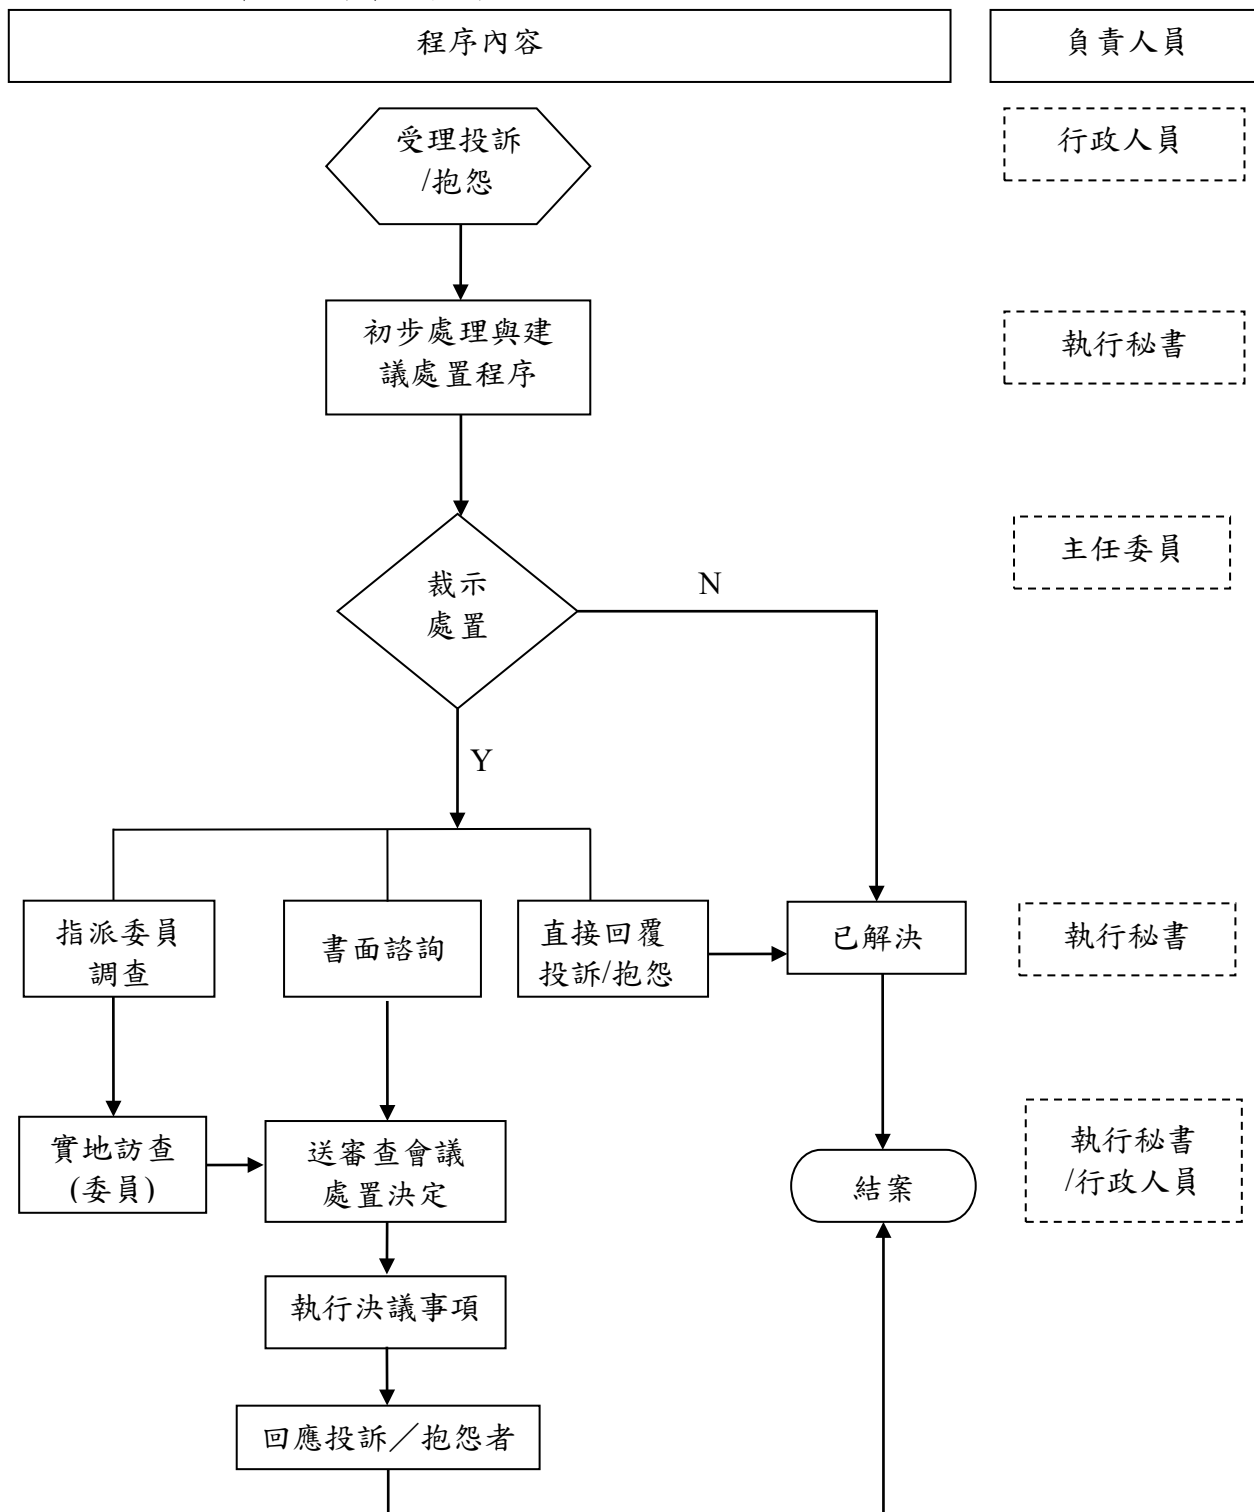 程序內容
負責人員
受理投訴
/抱怨
行政人員
初步處理與建
議處置程序
執行秘書
裁示
處置
主任委員
N
Y
指派委員
調查
書面諮詢
直接回覆
投訴/抱怨
已解決
執行秘書
實地訪查
(委員)
送審查會議
處置決定
結案
執行秘書
/行政人員
執行決議事項
回應投訴／抱怨者